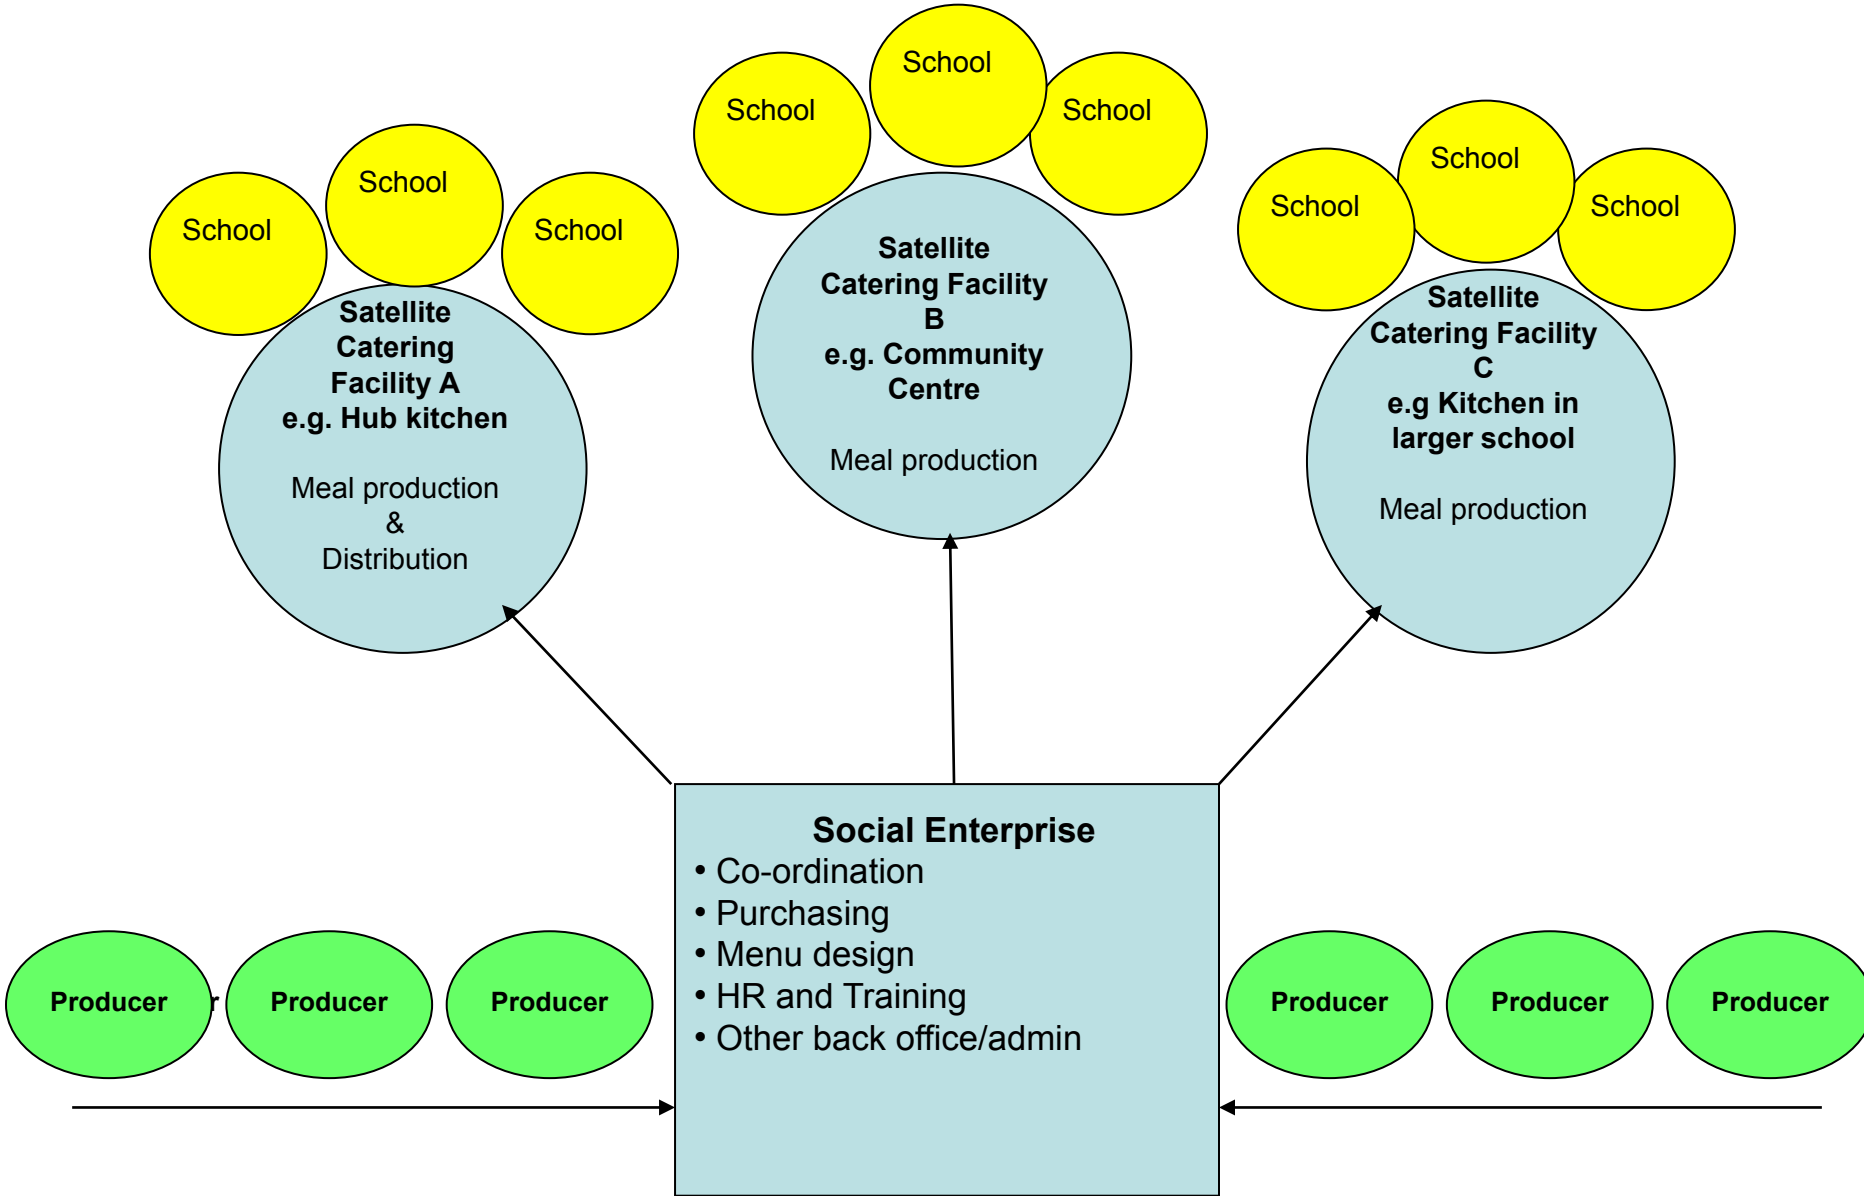 School
School
School
School
School
School
School
School
School
Satellite
Catering
Facility A
e.g. Hub kitchen
Meal production
&
Distribution
Satellite
Catering Facility
B
e.g. Community
Centre
Meal production
Satellite
Catering Facility
C
e.g Kitchen in
larger school
Meal production
Social Enterprise
• Co-ordination
• Purchasing
• Menu design
• HR and Training
• Other back office/admin
Producer
Producer
Producer
Producer
Producer
Producer